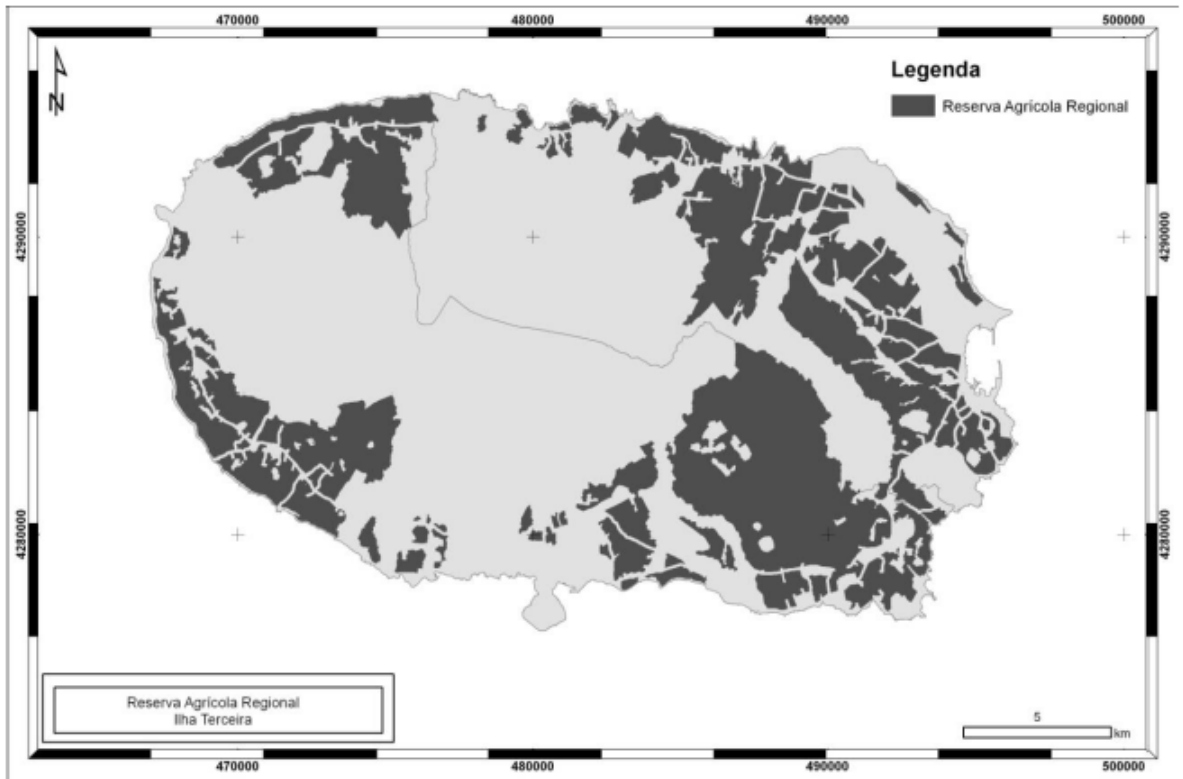 470000 480000 490000 500000
N
Legenda
Reserva Agrícola Regional
4290000 4290000
4280000 4280000
Reserva Agrícola Regional
Ilha Terceira
5
km
470000 480000 490000 500000